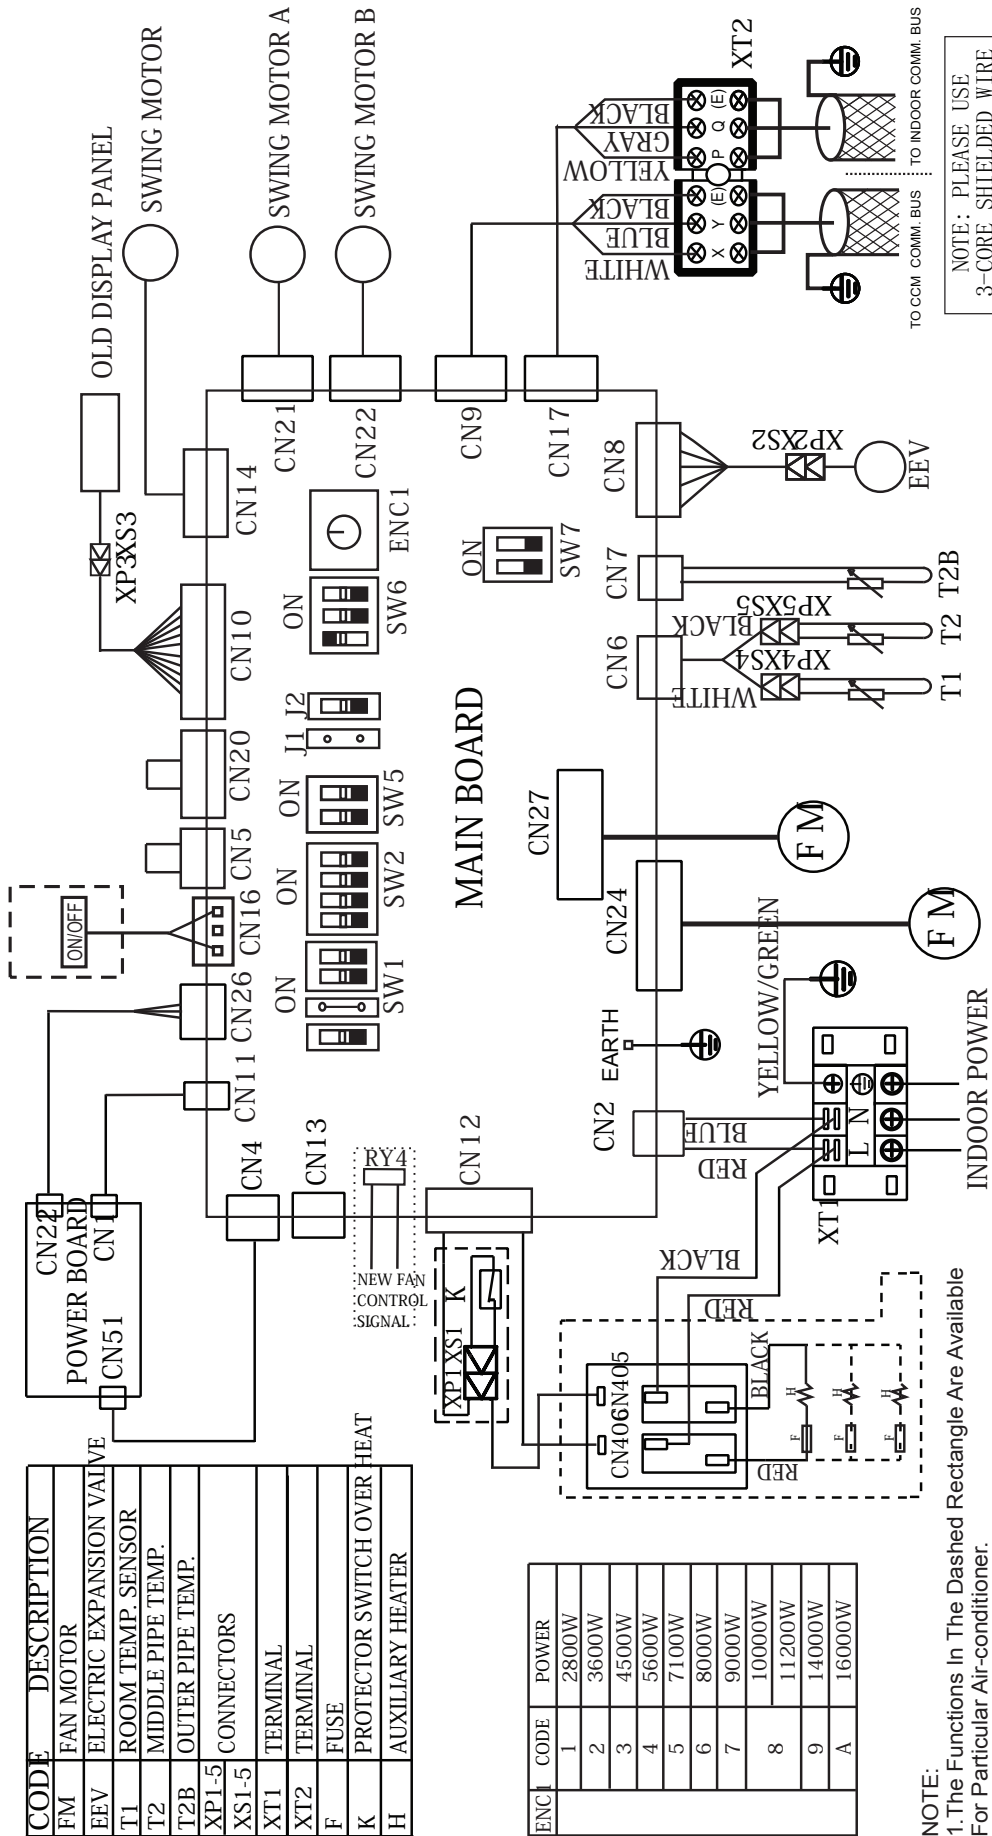 CODE DESCRIPTION
FM FAN MOTOR
EEV ELECTRIC EXPANSION VALVE
T1 ROOM TEMP. SENSOR
T2 MIDDLE PIPE TEMP.
T2B OUTER PIPE TEMP.
XP1-5
XS1-5
CONNECTORS
XT1 TERMINAL
XT2 TERMINAL
F FUSE
K PROTECTOR SWITCH OVER HEAT
H AUXILIARY HEATER
ENC1 CODE POWER
1 2800W
2 3600W
3 4500W
4 5600W
5 7100W
6 8000W
7 9000W
8 10000W
11200W
9 14000W
A 16000W
NOTE:
1.The Functions In The Dashed Rectangle Are Available
For Particular Air-conditioner.
CN22
CN1
POWER BOARD
CN51
ON/OFF
CN4
CN11
CN26
CN16
CN5
CN20
CN10
CN14
XP3XS3
OLD DISPLAY PANEL
SWING MOTOR
CN21
SWING MOTOR A
CN22
SWING MOTOR B
CN9
CN17
CN13
RY4
NEW FAN
CONTROL
SIGNAL
CN12
XP1XS1
K
ON
SW1
ON
SW2
ON
SW5
J1 J2
ON
SW6
ENC1
ON
SW7
MAIN BOARD
CN2
EARTH
CN24
CN27
CN6
CN7
CN8
FM
FM
BLUE
RED
YELLOW/GREEN
BLACK
RED
L N
XT1
INDOOR POWER
CN406
CN405
BLACK
RED
F H
F H
F H
WHITE
BLACK
XP4XS4
XP5XS5
T1
T2
T2B
XP2XS2
EEV
WHITE
BLUE
BLACK
YELLOW
GRAY
BLACK
X Y (E) P Q (E)
XT2
TO CCM COMM. BUS
TO INDOOR COMM. BUS
NOTE: PLEASE USE
3-CORE SHIELDED WIRE